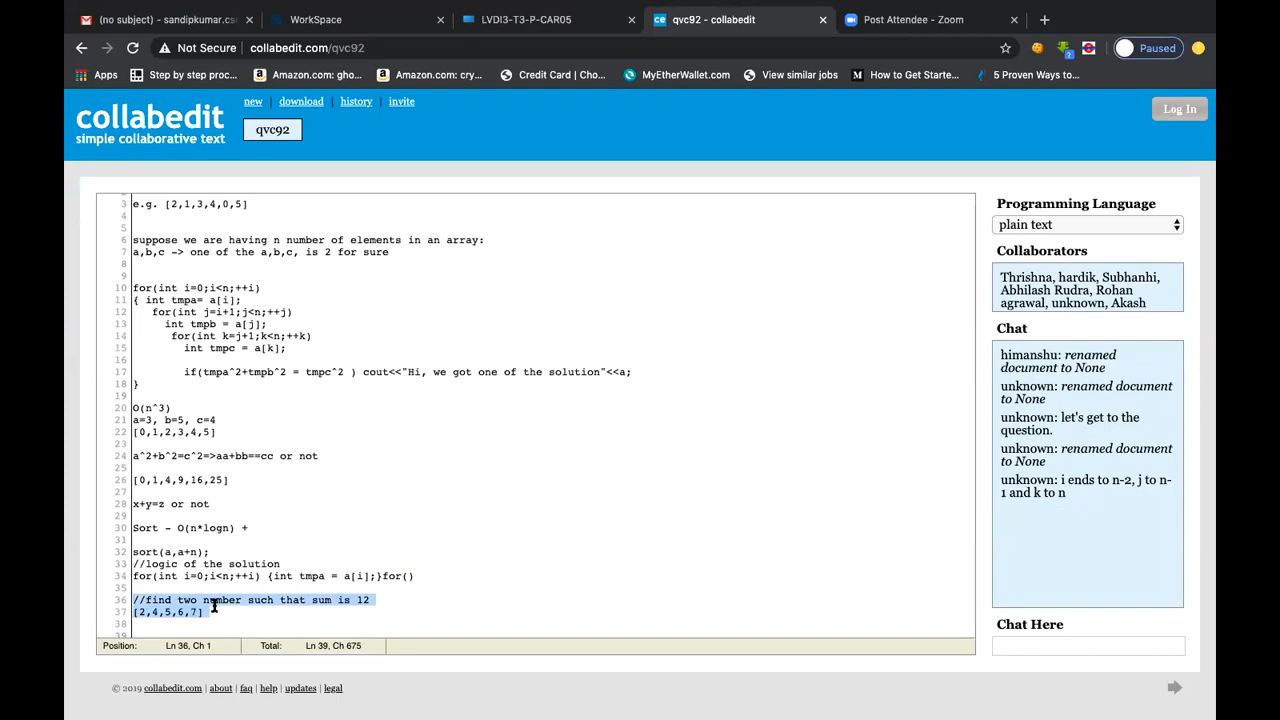 (no subject) - sandipkumar.cs
WorkSpace
LVDI3-T3-P-CAR05
ce
qvc92 - collabedit
Post Attendee - Zoom
Not Secure
collabedit.com/qvc92
Paused
Apps
Step by step proc...
Amazon.com: gho...
Amazon.com: cry...
Credit Card | Cho...
MyEtherWallet.com
View similar jobs
M
How to Get Starte...
5 Proven Ways to...
collabedit
simple collaborative text
new | download | history | invite
qvc92
Log In
3 e.g. [2,1,3,4,0,5]
4
5
6 suppose we are having n number of elements in an array:
7 a,b,c -> one of the a,b,c, is 2 for sure
8
9
10 for(int i=0;i<n;++i)
11 { int tmpa= a[i];
12 for(int j=i+1;j<n;++j)
13 int tmpb = a[j];
14 for(int k=j+1;k<n;++k)
15 int tmpc = a[k];
16
17 if(tmpa^2+tmpb^2 = tmpc^2 ) cout<<"Hi, we got one of the solution"<<a;
18 }
19
20 O(n^3)
21 a=3, b=5, c=4
22 [0,1,2,3,4,5]
23
24 a^2+b^2=c^2=>aa+bb==cc or not
25
26 [0,1,4,9,16,25]
27
28 x+y=z or not
29
30 Sort - O(n*logn) +
31
32 sort(a,a+n);
33 //logic of the solution
34 for(int i=0;i<n;++i) {int tmpa = a[i];}for()
35
36 //find two number such that sum is 12
37 [2,4,5,6,7]
38
39
Position: Ln 36, Ch 1 Total: Ln 39, Ch 675
Programming Language
plain text
Collaborators
Thrishna, hardik, Subhanhi,
Abhilash Rudra, Rohan
agrawal, unknown, Akash
Chat
himanshu: renamed
document to None
unknown: renamed document
to None
unknown: let's get to the
question.
unknown: renamed document
to None
unknown: i ends to n-2, j to n-
1 and k to n
Chat Here
© 2019 collabedit.com | about | faq | help | updates | legal